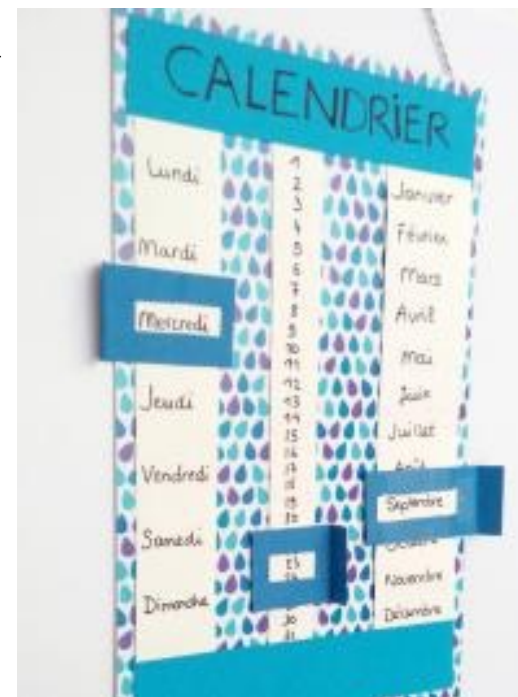 CALENDRIER
Lundi
Mardi
Mercredi
Jeudi
Vendredi
Samedi
Dimanche
1
2
3
4
5
6
7
8
9
10
11
12
13
14
15
16
17
18
19
20
30
31
Janvier
Février
Mars
Avril
Mai
Juin
Juillet
Août
Septembre
Octobre
Novembre
Décembre